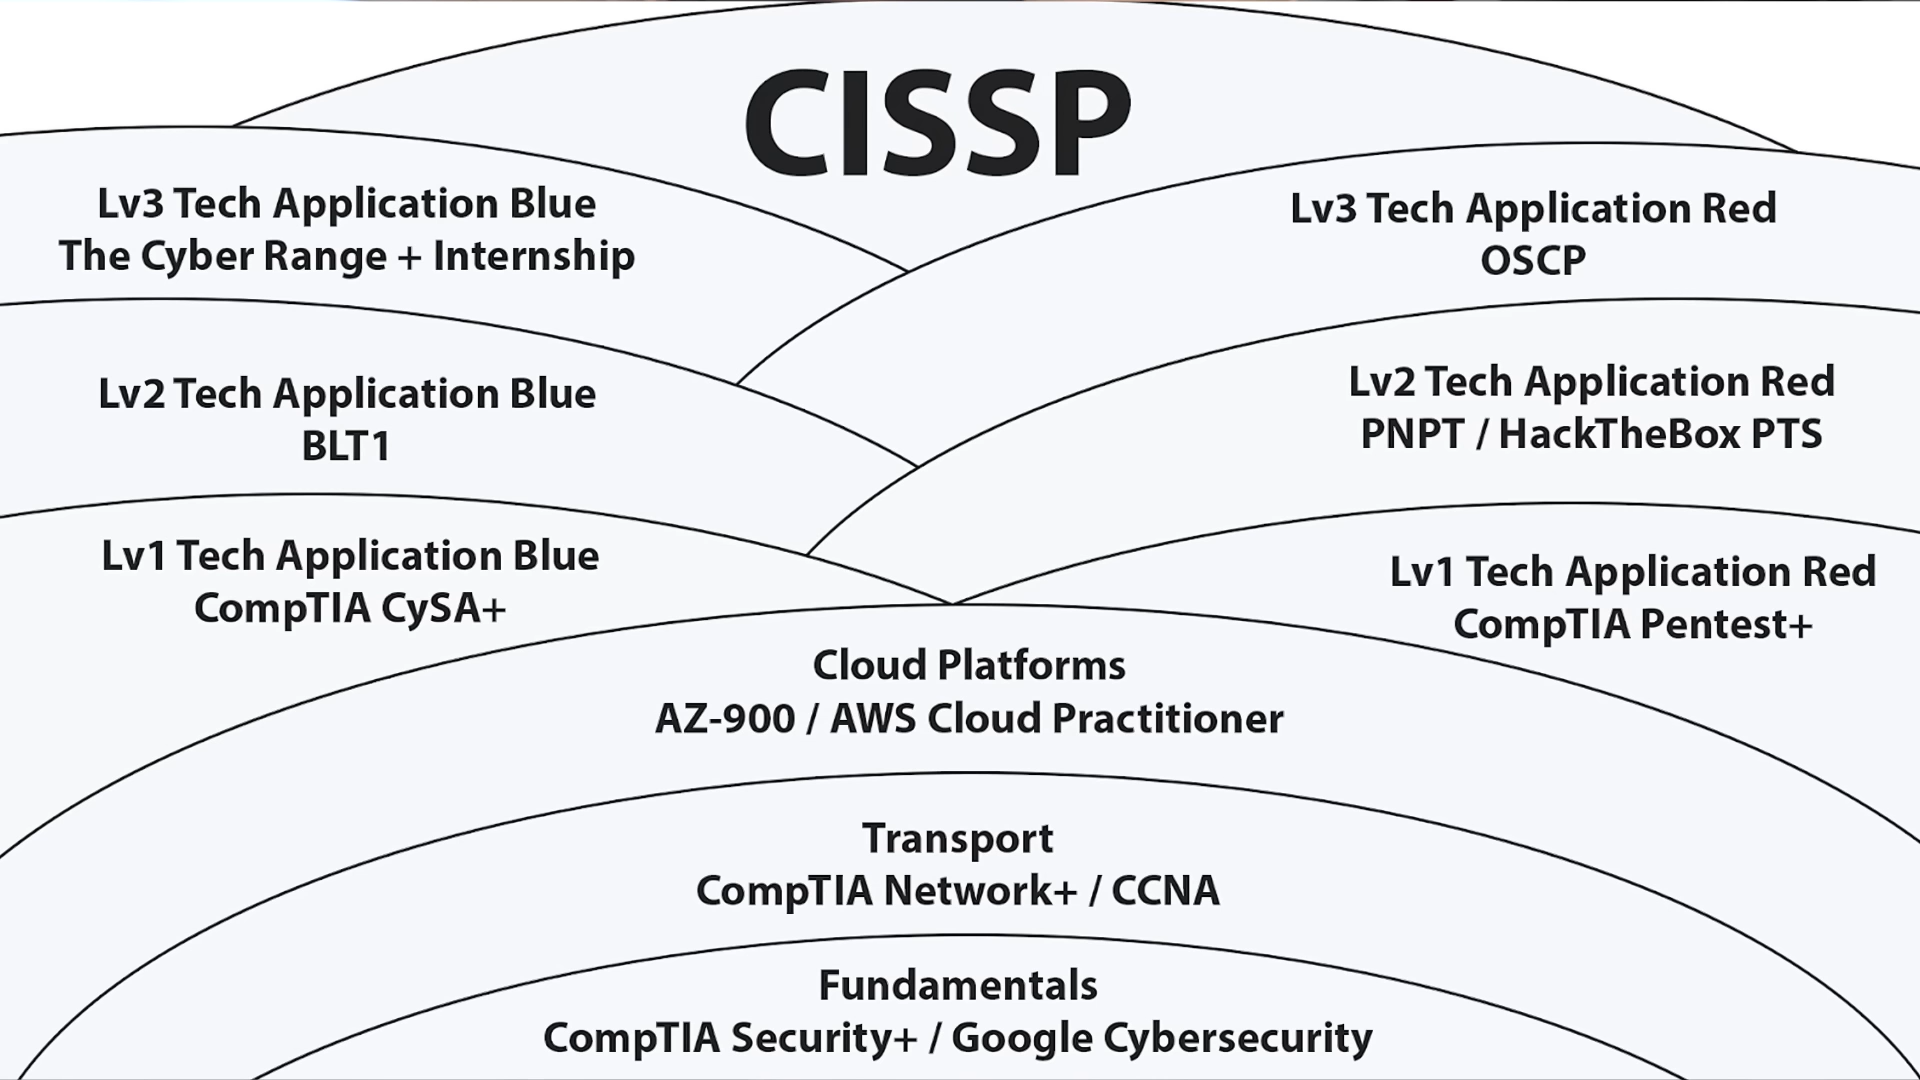 CISSP
Lv3 Tech Application Blue
The Cyber Range + Internship
Lv3 Tech Application Red
OSCP
Lv2 Tech Application Blue
BLT1
Lv2 Tech Application Red
PNPT / HackTheBox PTS
Lv1 Tech Application Blue
CompTIA CySA+
Lv1 Tech Application Red
CompTIA Pentest+
Cloud Platforms
AZ-900 / AWS Cloud Practitioner
Transport
CompTIA Network+ / CCNA
Fundamentals
CompTIA Security+ / Google Cybersecurity